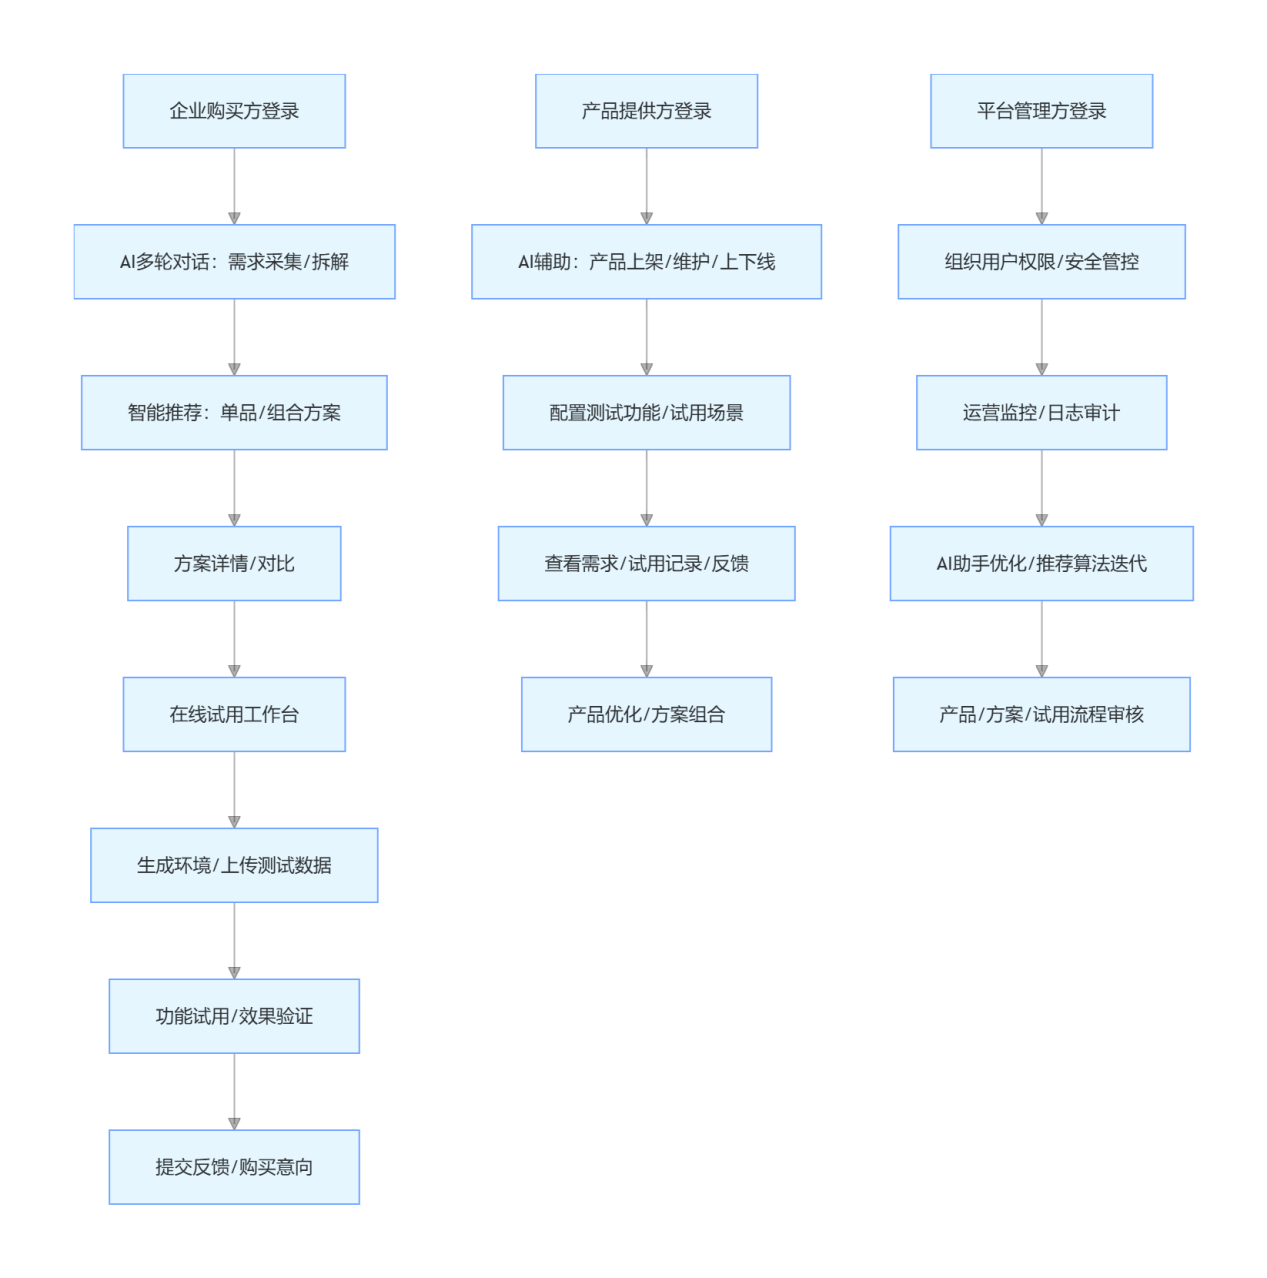 企业购买方登录
AI多轮对话：需求采集/拆解
智能推荐：单品/组合方案
方案详情/对比
在线试用工作台
生成环境/上传测试数据
功能试用/效果验证
提交反馈/购买意向
产品提供方登录
AI辅助：产品上架/维护/上下线
配置测试功能/试用场景
查看需求/试用记录/反馈
产品优化/方案组合
平台管理方登录
组织用户权限/安全管控
运营监控/日志审计
AI助手优化/推荐算法迭代
产品/方案/试用流程审核